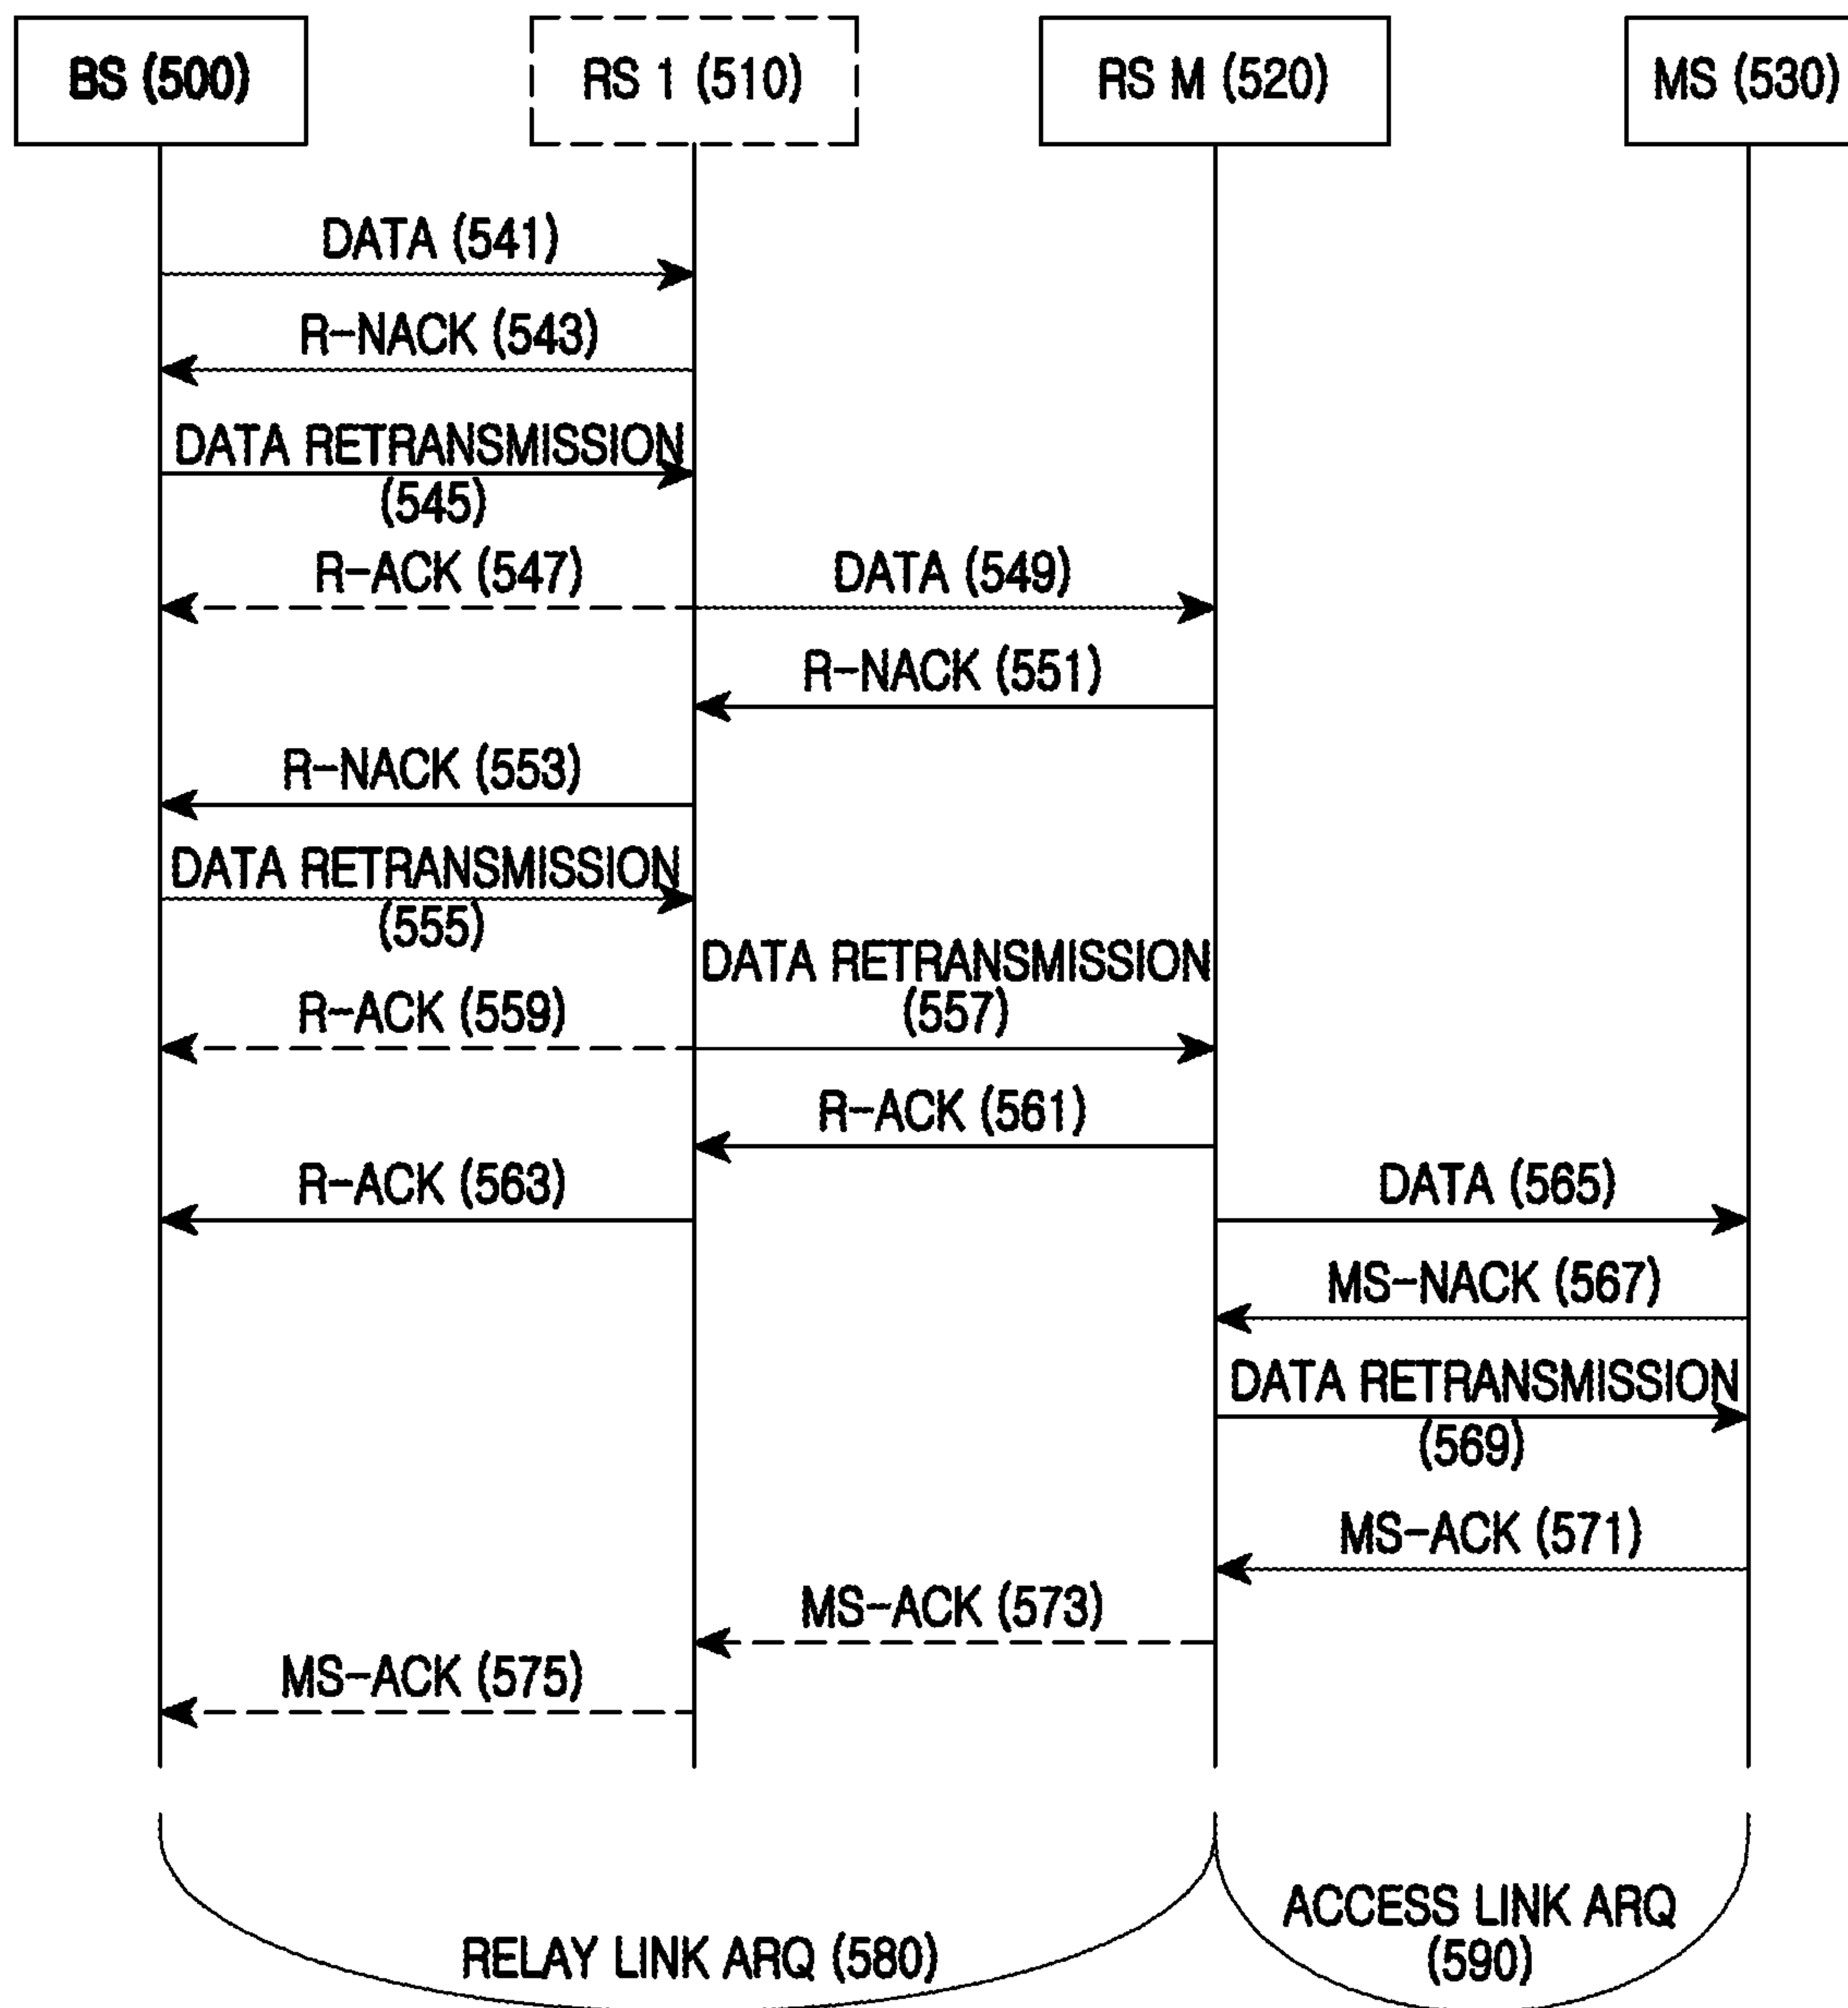 BS (500)
RS 1 (510)
RS M (520)
MS (530)
DATA (541)
R-NACK (543)
DATA RETRANSMISSION
(545)
R-ACK (547)
DATA (549)
R-NACK (551)
R-NACK (553)
DATA RETRANSMISSION
(555)
DATA RETRANSMISSION
(557)
R-ACK (559)
R-ACK (561)
R-ACK (563)
DATA (565)
MS-NACK (567)
DATA RETRANSMISSION
(569)
MS-ACK (571)
MS-ACK (573)
MS-ACK (575)
RELAY LINK ARQ (580)
ACCESS LINK ARQ
(590)